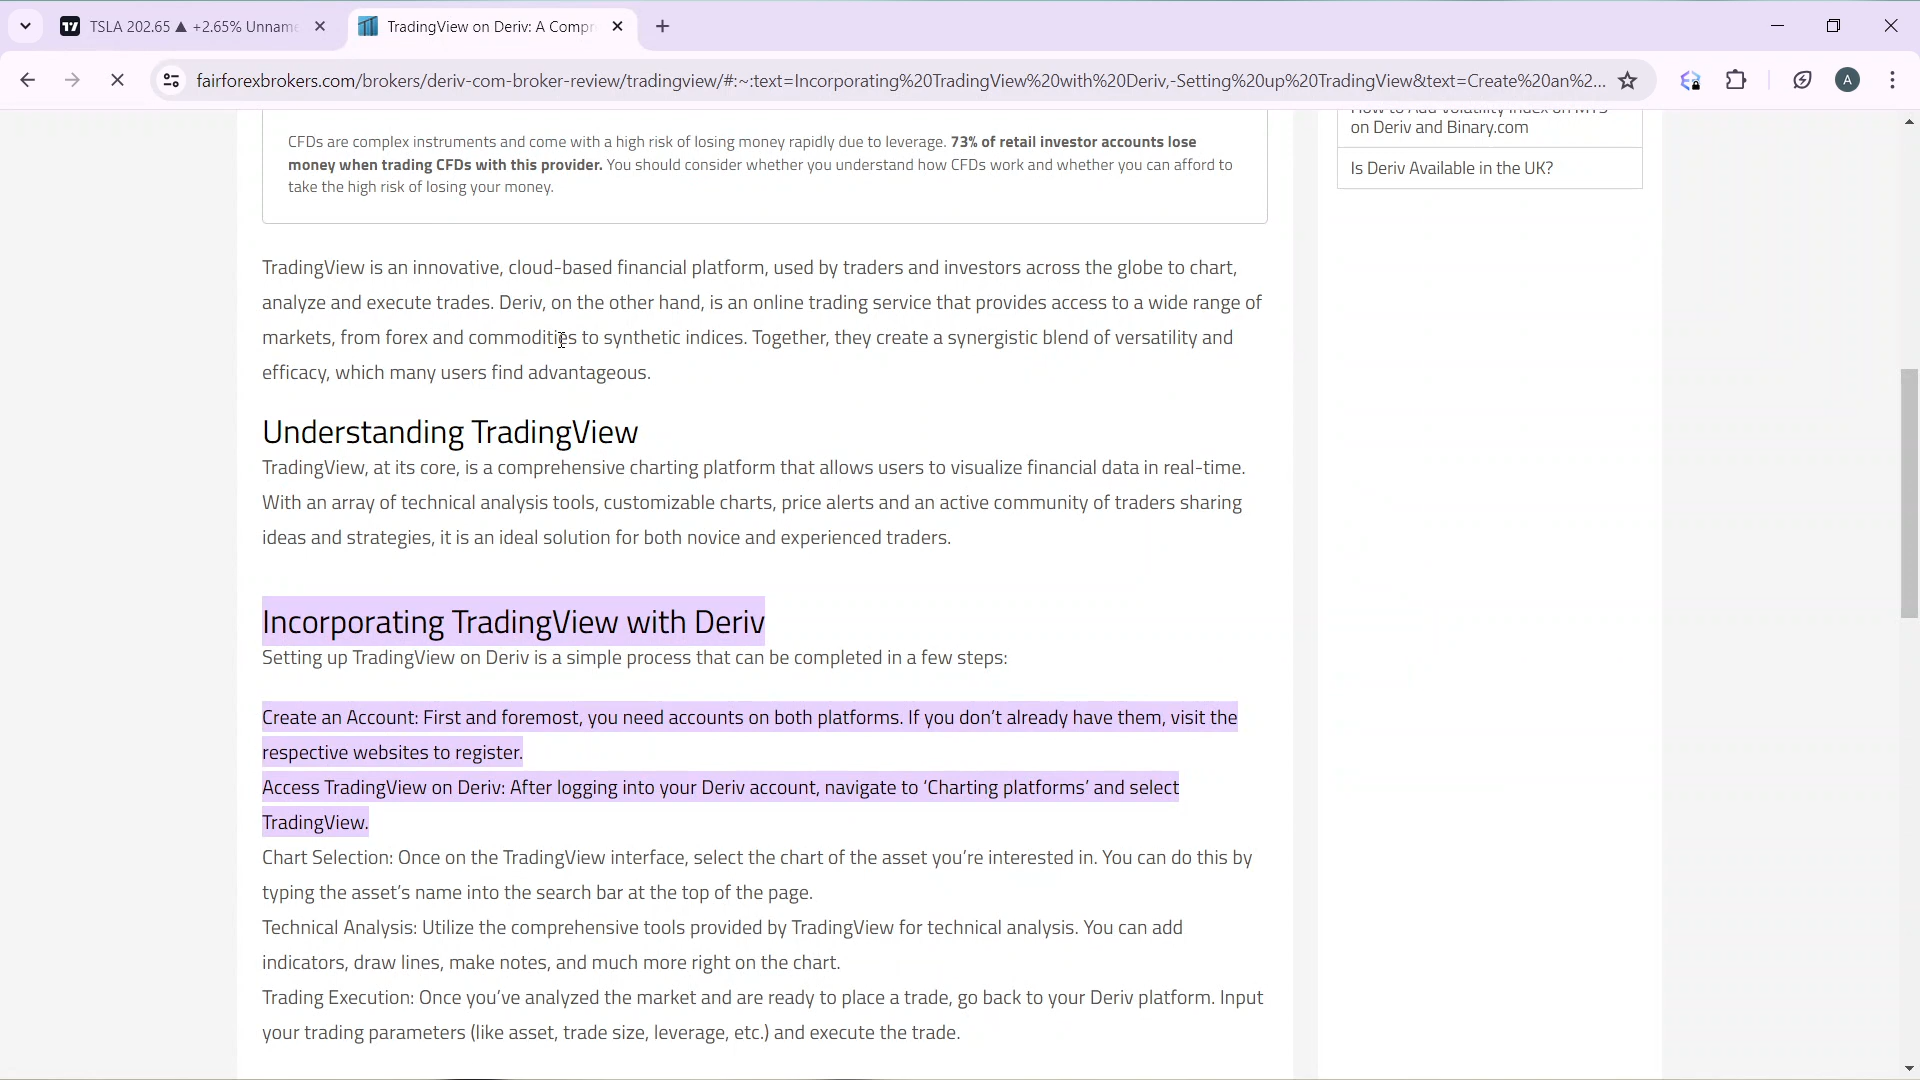 TSLA 202.65 ▲ +2.65% Unname
TradingView on Deriv: A Compr
fairforexbrokers.com/brokers/deriv-com-broker-review/tradingview/#:~:text=Incorporating%20TradingView%20with%20Deriv,-Setting%20up%20TradingView&text=Create%20an%2...
A
CFDs are complex instruments and come with a high risk of losing money rapidly due to leverage. 73% of retail investor accounts lose
money when trading CFDs with this provider. You should consider whether you understand how CFDs work and whether you can afford to
take the high risk of losing your money.
How to Add Volatility Index on MT5
on Deriv and Binary.com
Is Deriv Available in the UK?
TradingView is an innovative, cloud-based financial platform, used by traders and investors across the globe to chart,
analyze and execute trades. Deriv, on the other hand, is an online trading service that provides access to a wide range of
markets, from forex and commodities to synthetic indices. Together, they create a synergistic blend of versatility and
efficacy, which many users find advantageous.
Understanding TradingView
TradingView, at its core, is a comprehensive charting platform that allows users to visualize financial data in real-time.
With an array of technical analysis tools, customizable charts, price alerts and an active community of traders sharing
ideas and strategies, it is an ideal solution for both novice and experienced traders.
Incorporating TradingView with Deriv
Setting up TradingView on Deriv is a simple process that can be completed in a few steps:
Create an Account: First and foremost, you need accounts on both platforms. If you don’t already have them, visit the
respective websites to register.
Access TradingView on Deriv: After logging into your Deriv account, navigate to ‘Charting platforms’ and select
TradingView.
Chart Selection: Once on the TradingView interface, select the chart of the asset you’re interested in. You can do this by
typing the asset’s name into the search bar at the top of the page.
Technical Analysis: Utilize the comprehensive tools provided by TradingView for technical analysis. You can add
indicators, draw lines, make notes, and much more right on the chart.
Trading Execution: Once you’ve analyzed the market and are ready to place a trade, go back to your Deriv platform. Input
your trading parameters (like asset, trade size, leverage, etc.) and execute the trade.